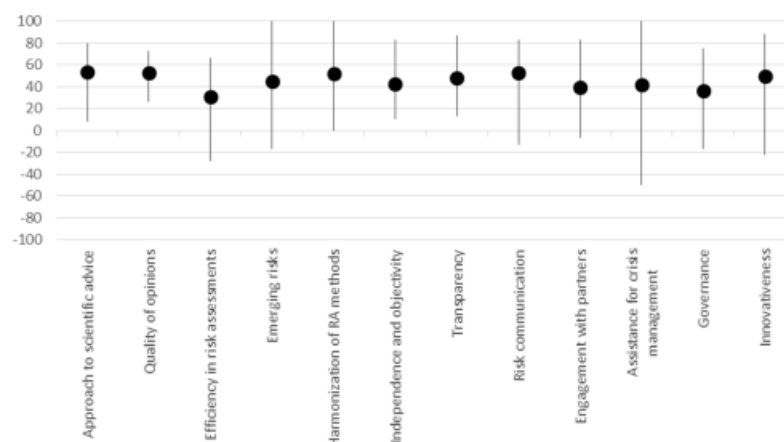 100
80
60
40
20
0
-20
-40
-60
-80
-100
Approach to scientific advice
Quality of opinions
Efficiency in risk assessments
Emerging risks
Harmonization of RA methods
Independence and objectivity
Transparency
Risk communication
Engagement with partners
Assistance for crisis
management
Governance
Innovativeness